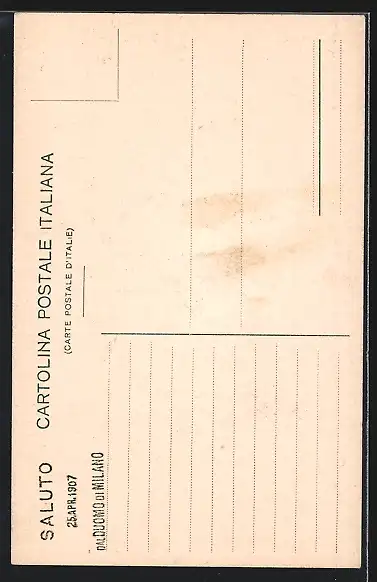 SALUTO CARTOLINA POSTALE ITALIANA
(CARTE POSTALE D'ITALIE)
25.APR.1907
DAL DUOMO DI MILANO